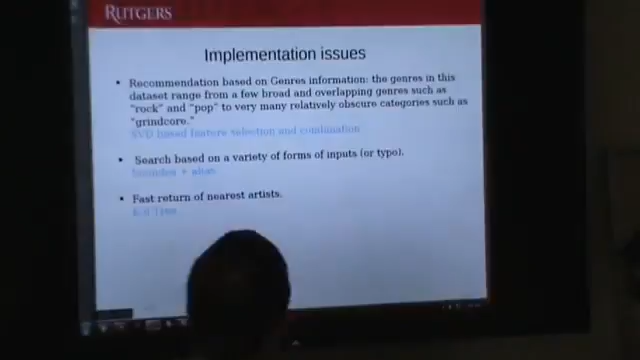 RUTGERS
Implementation issues
• Recommendation based on Genres information: the genres in this
dataset range from a few broad and overlapping genres such as
"rock" and "pop" to very many relatively obscure categories such as
"grindcore."
SVD based feature selection and combination
• Search based on a variety of forms of inputs (or typo).
+ alias
• Fast return of nearest artists.
Tree